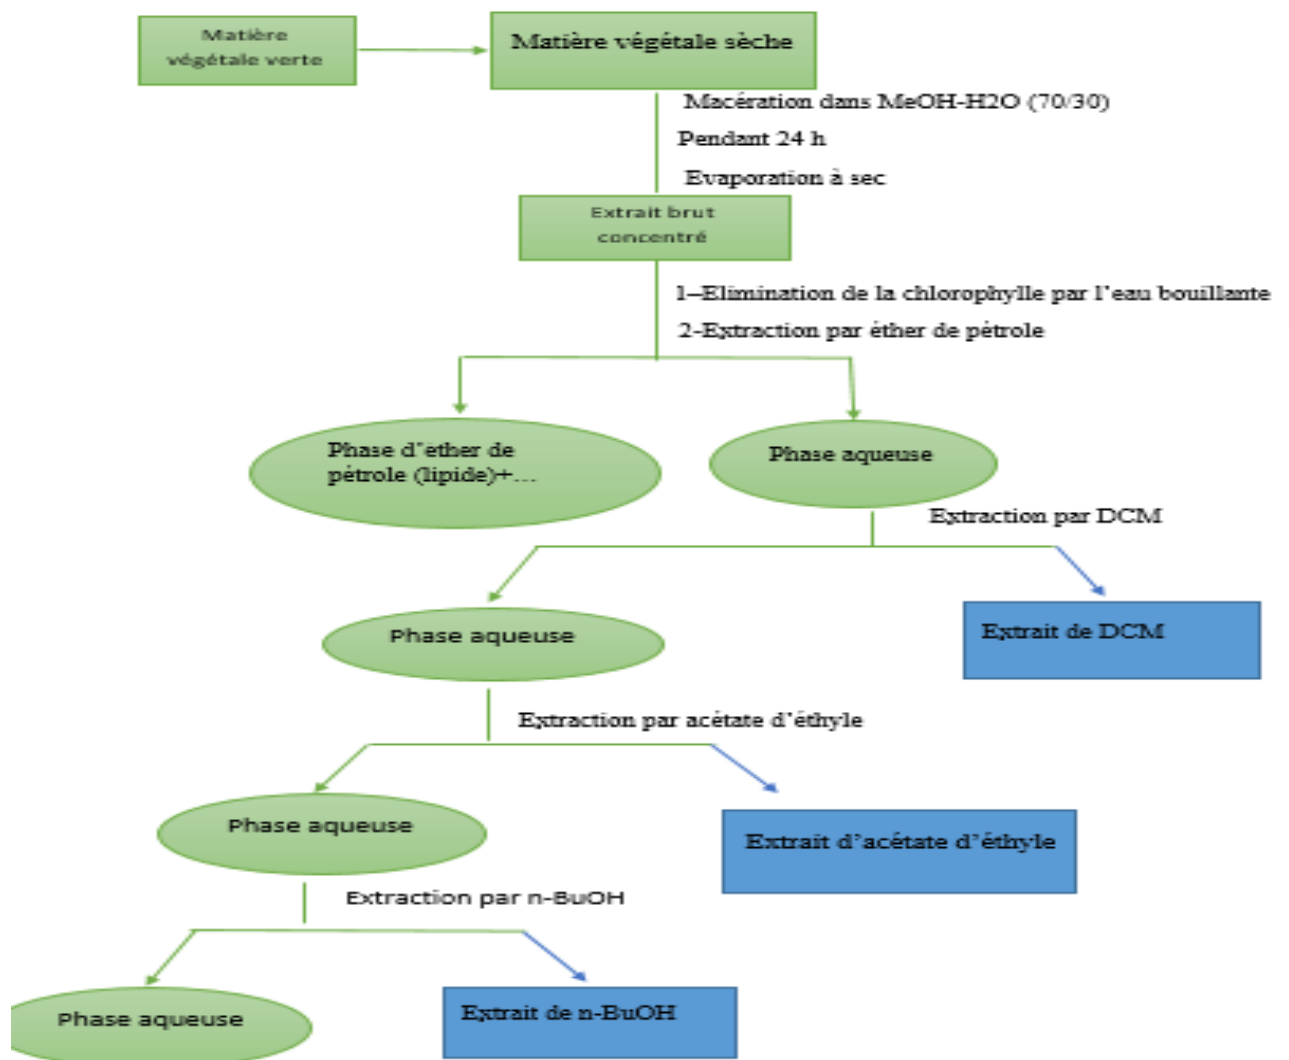 Matière
végétale verte
Matière végétale sèche
Macération dans MeOH-H2O (70/30)
Pendant 24 h
Evaporation à sec
Extrait brut
concentré
1–Elimination de la chlorophylle par l’eau bouillante
2-Extraction par éther de pétrole
Phase d’éther de
pétrole (lipide)+…
Phase aqueuse
Extraction par DCM
Phase aqueuse
Extrait de DCM
Extraction par acétate d’éthyle
Phase aqueuse
Extrait d’acétate d’éthyle
Extraction par n-BuOH
Phase aqueuse
Extrait de n-BuOH